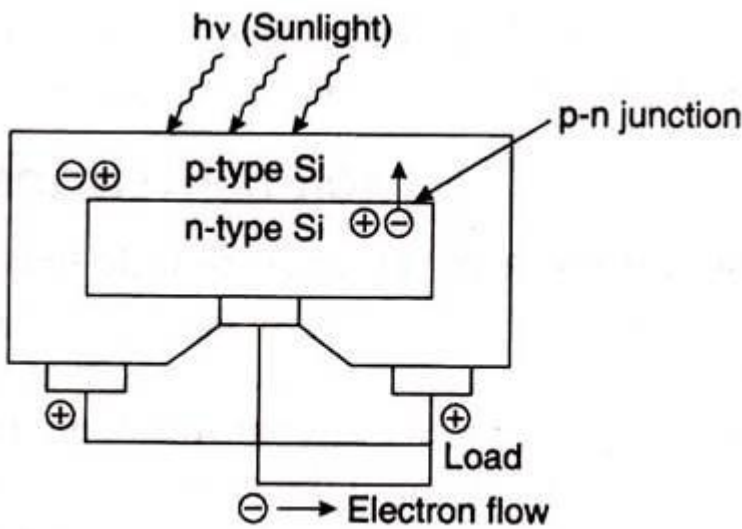 hν (Sunlight)
p-n junction
⊖⊕
p-type Si
n-type Si
⊕⊖
⊕
⊕
Load
⊖ → Electron flow